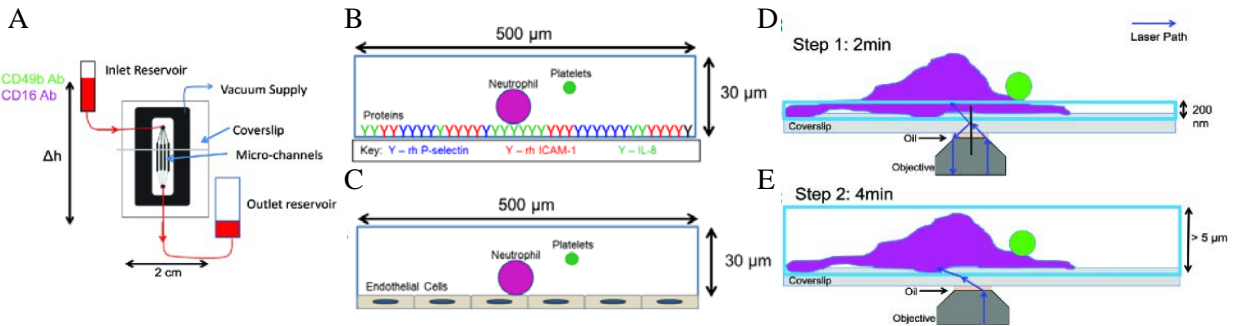 A
CD49b Ab
CD16 Ab
Inlet Reservoir
Vacuum Supply
Coverslip
Micro-channels
Δh
Outlet reservoir
2 cm
B
500 µm
Neutrophil
Platelets
30 µm
Proteins
Key: Y – rh P-selectin Y – rh ICAM-1 Y – IL-8
C
500 µm
Neutrophil
Platelets
30 µm
Endothelial Cells
D
Step 1: 2min
Laser Path
200
nm
Coverslip
Oil
Objective
E
Step 2: 4min
> 5 µm
Coverslip
Oil
Objective